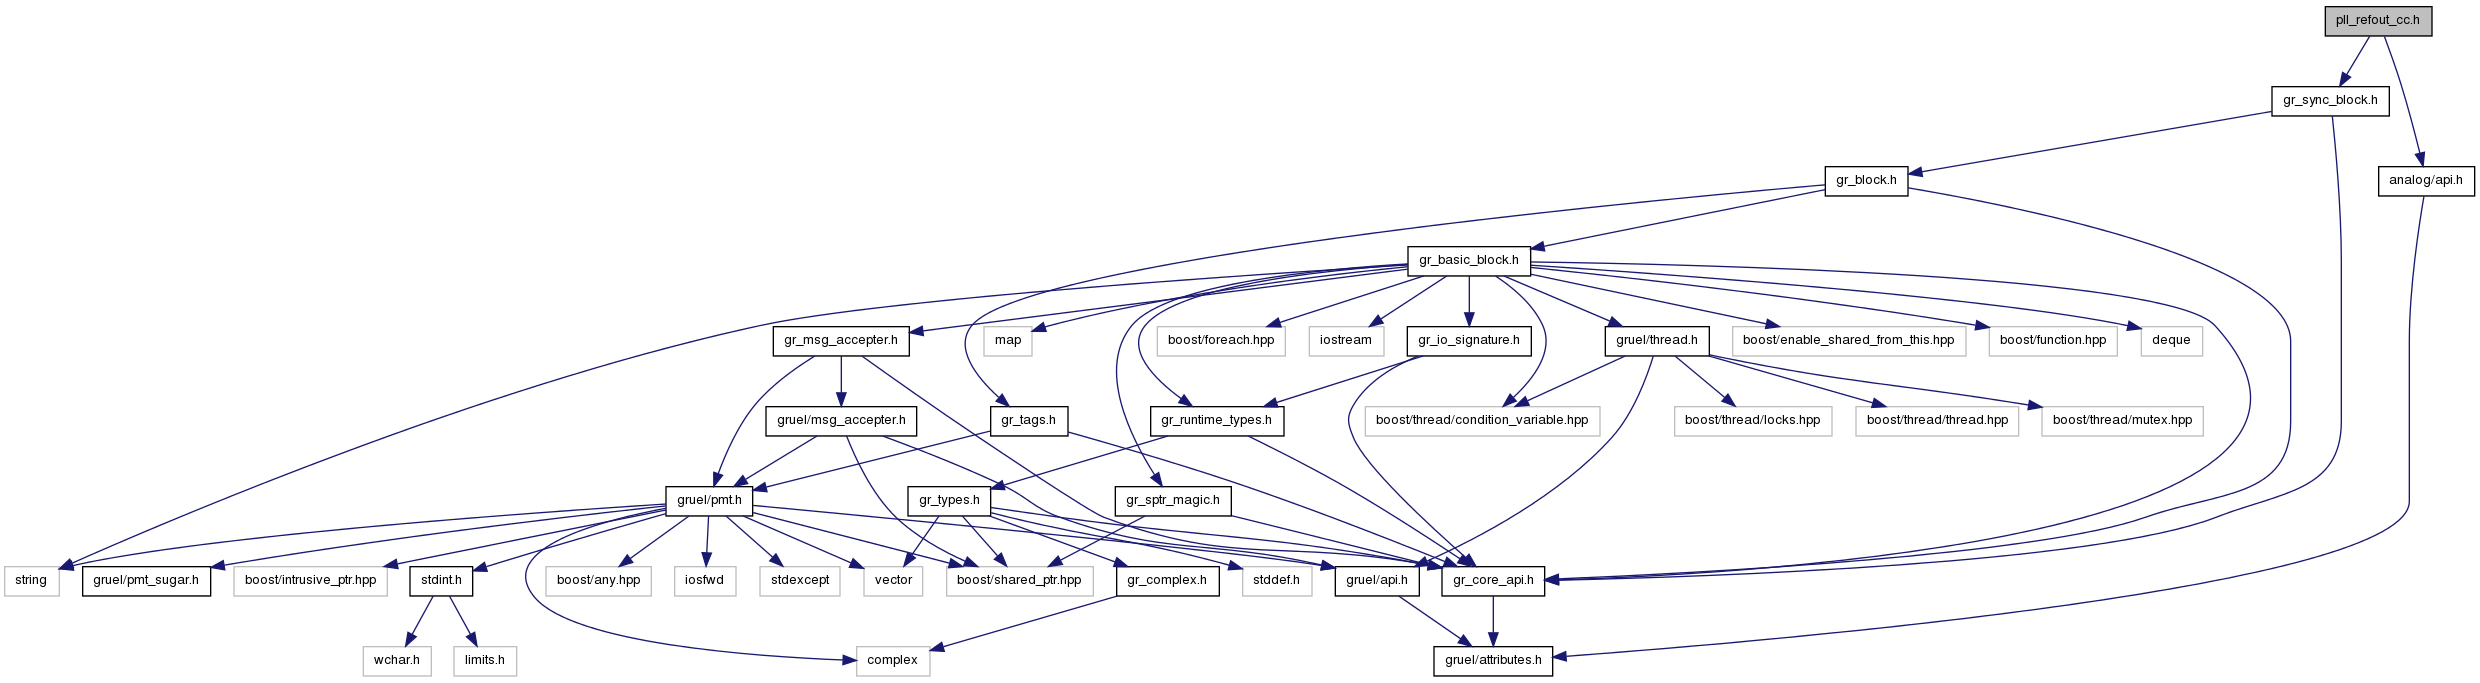 pll_refout_cc.h
gr_sync_block.h
gr_block.h
analog/api.h
gr_basic_block.h
gr_msg_accepter.h
map
boost/foreach.hpp
iostream
gr_io_signature.h
gruel/thread.h
boost/enable_shared_from_this.hpp
boost/function.hpp
deque
gruel/msg_accepter.h
gr_tags.h
gr_runtime_types.h
boost/thread/condition_variable.hpp
boost/thread/locks.hpp
boost/thread/thread.hpp
boost/thread/mutex.hpp
gruel/pmt.h
gr_types.h
gr_sptr_magic.h
string
gruel/pmt_sugar.h
boost/intrusive_ptr.hpp
stdint.h
boost/any.hpp
iosfwd
stdexcept
vector
boost/shared_ptr.hpp
gr_complex.h
stddef.h
gruel/api.h
gr_core_api.h
wchar.h
limits.h
complex
gruel/attributes.h